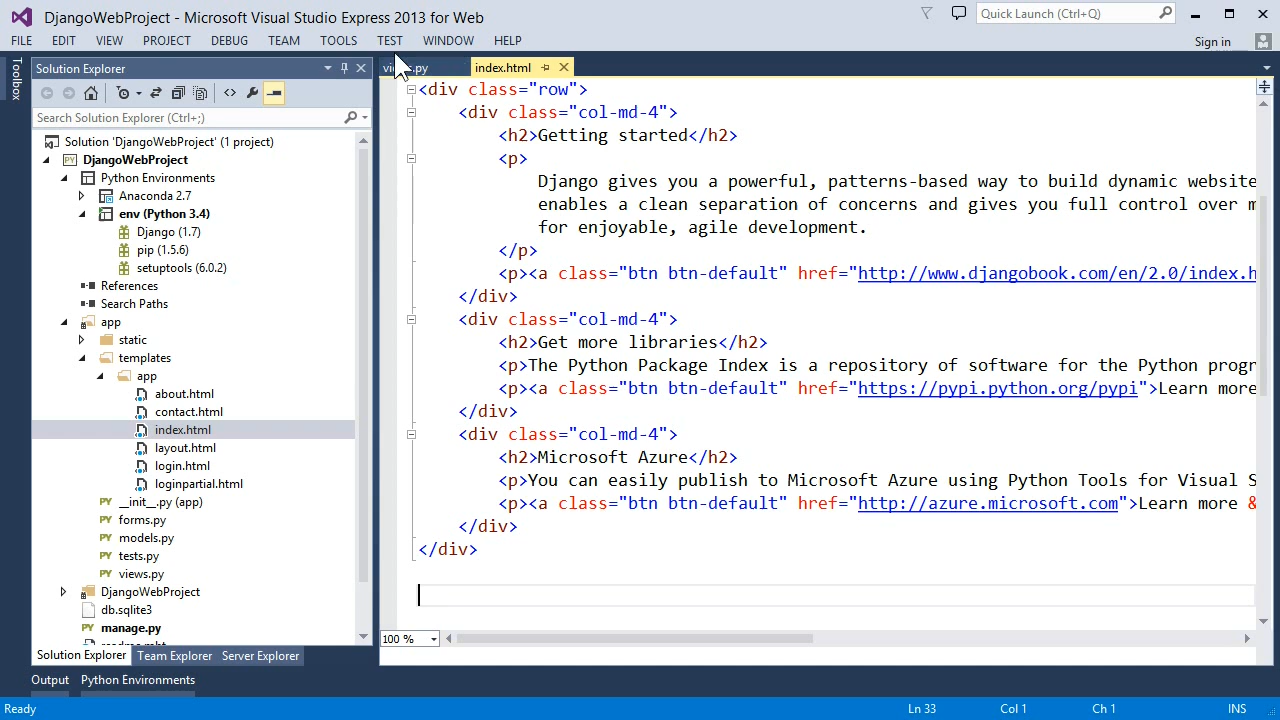 DjangoWebProject - Microsoft Visual Studio Express 2013 for Web
Quick Launch (Ctrl+Q)
FILE EDIT VIEW PROJECT DEBUG TEAM TOOLS TEST WINDOW HELP
Sign in
Toolbox
Solution Explorer
Search Solution Explorer (Ctrl+;)
Solution 'DjangoWebProject' (1 project)
PY DjangoWebProject
Python Environments
Anaconda 2.7
env (Python 3.4)
Django (1.7)
pip (1.5.6)
setuptools (6.0.2)
References
Search Paths
app
static
templates
app
about.html
contact.html
index.html
layout.html
login.html
loginpartial.html
PY __init__.py (app)
PY forms.py
PY models.py
PY tests.py
PY views.py
DjangoWebProject
db.sqlite3
PY manage.py
Solution Explorer Team Explorer Server Explorer
.py index.html
<div class="row">
<div class="col-md-4">
<h2>Getting started</h2>
<p>
Django gives you a powerful, patterns-based way to build dynamic website
enables a clean separation of concerns and gives you full control over m
for enjoyable, agile development.
</p>
<p><a class="btn btn-default" href="http://www.djangobook.com/en/2.0/index.h
</div>
<div class="col-md-4">
<h2>Get more libraries</h2>
<p>The Python Package Index is a repository of software for the Python progr
<p><a class="btn btn-default" href="https://pypi.python.org/pypi">Learn more
</div>
<div class="col-md-4">
<h2>Microsoft Azure</h2>
<p>You can easily publish to Microsoft Azure using Python Tools for Visual S
<p><a class="btn btn-default" href="http://azure.microsoft.com">Learn more &
</div>
</div>
100 %
Output Python Environments
Ready Ln 33 Col 1 Ch 1 INS